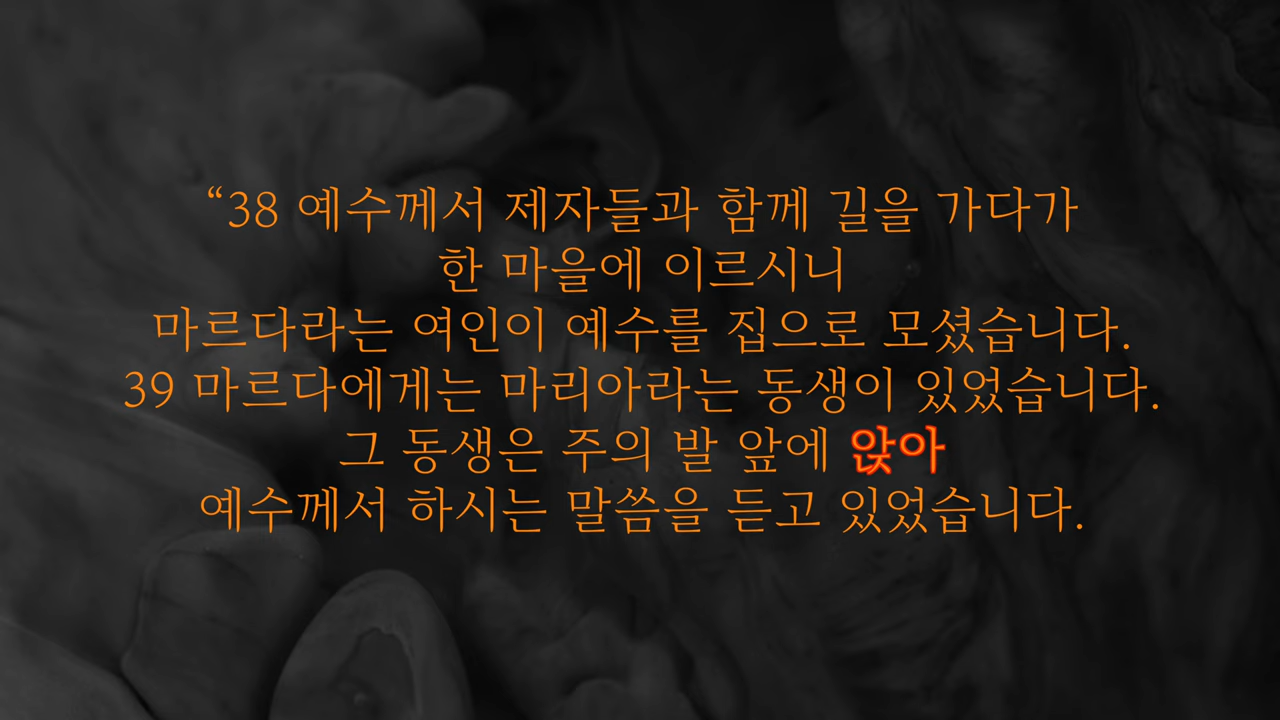 “38 예수께서 제자들과 함께 길을 가다가
한 마을에 이르시니
마르다라는 여인이 예수를 집으로 모셨습니다.
39 마르다에게는 마리아라는 동생이 있었습니다.
그 동생은 주의 발 앞에 앉아
예수께서 하시는 말씀을 듣고 있었습니다.